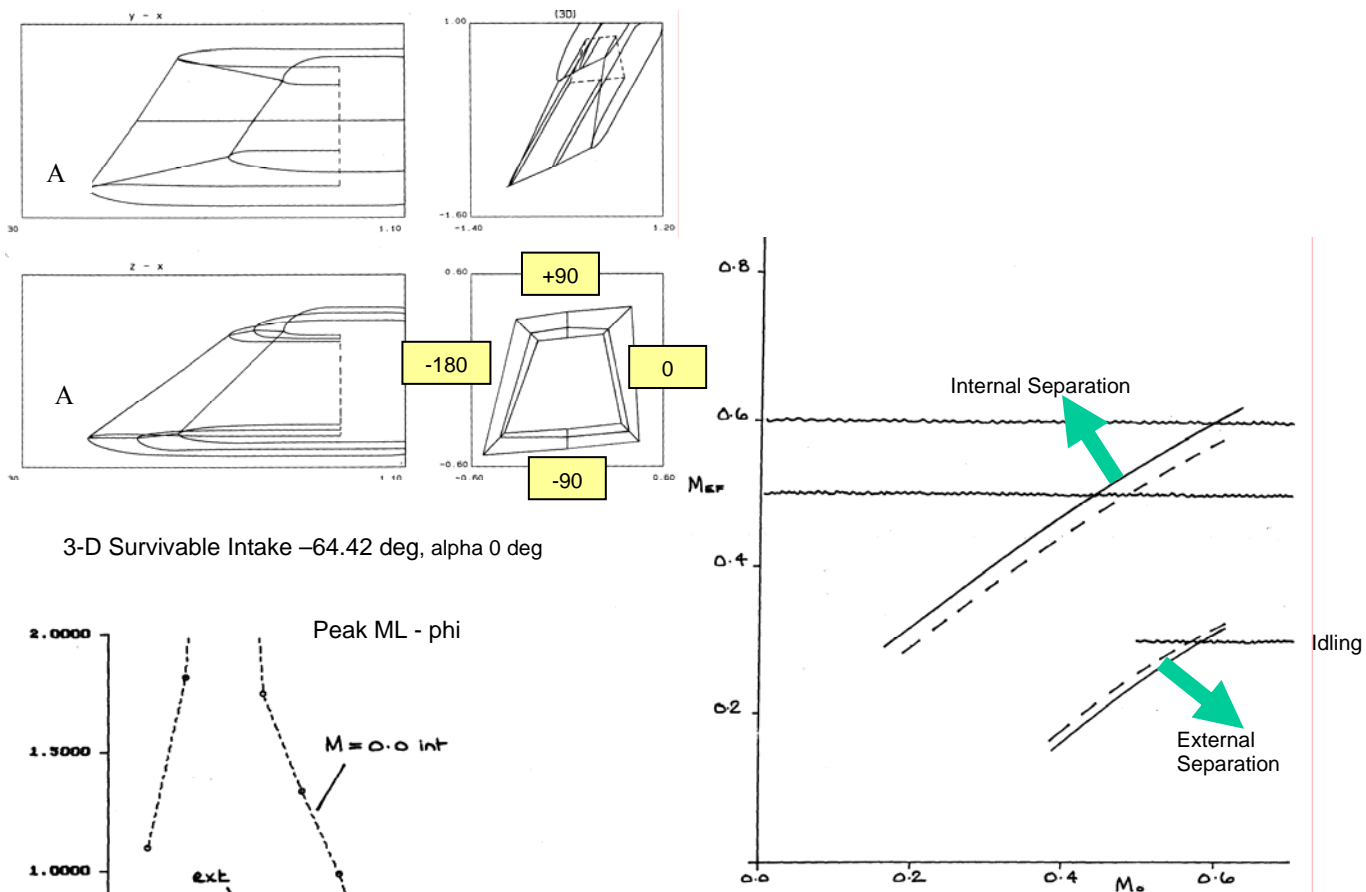 y - x
(3D)
1.00
A
-1.60
30
1.10
-1.40
1.20
z - x
0.60
+90
-180
0
A
-0.60
30
1.10
-0.60
0.60
-90
3-D Survivable Intake –64.42 deg, alpha 0 deg
Peak ML - phi
2.0000
1.5000
M = 0.0 int
1.0000
ext
0.8
Internal Separation
0.6
MEF
0.4
Idling
0.2
External
Separation
0.0
0.2
0.4
M₀
0.6